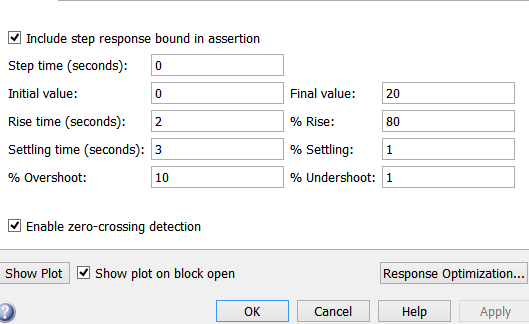 Include step response bound in assertion
Step time (seconds): 0
Initial value: 0 Final value: 20
Rise time (seconds): 2 % Rise: 80
Settling time (seconds): 3 % Settling: 1
% Overshoot: 10 % Undershoot: 1
Enable zero-crossing detection
Show Plot Show plot on block open Response Optimization...
? OK Cancel Help Apply